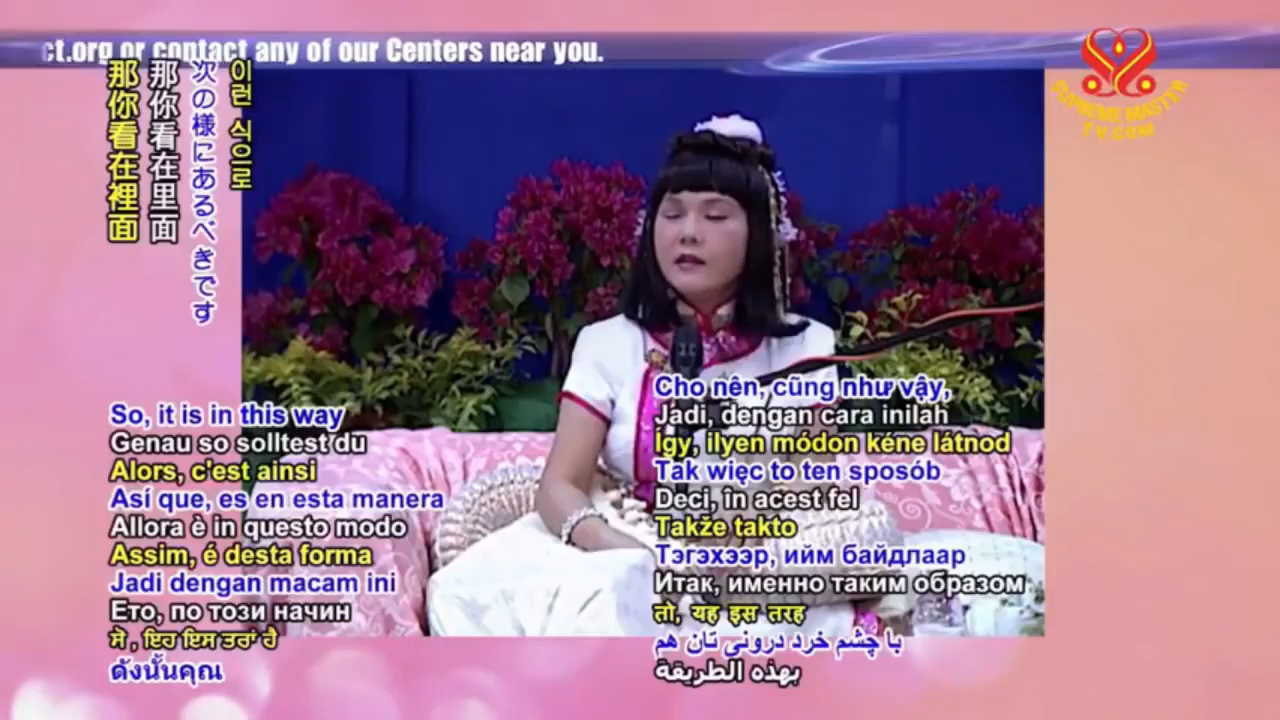 ct.org or contact any of our Centers near you.
SUPREME MASTER
TV.COM
那你看在裡面
那你看在里面
次の様にあるべきです
이런 식으로
So, it is in this way
Genau so solltest du
Alors, c'est ainsi
Así que, es en esta manera
Allora è in questo modo
Assim, é desta forma
Jadi dengan macam ini
Ето, по този начин
ਸੋ , ਇਹ ਇਸ ਤਰਾਂ ਹੈ
ดังนั้นคุณ
Cho nên, cũng như vậy,
Jadi, dengan cara inilah
Így, ilyen módon kéne látnod
Tak więc to ten sposób
Deci, în acest fel
Takže takto
Тэгэхээр, ийм байдлаар
Итак, именно таким образом
तो, यह इस तरह
با چشم خرد درونی تان هم
بهذه الطريقة